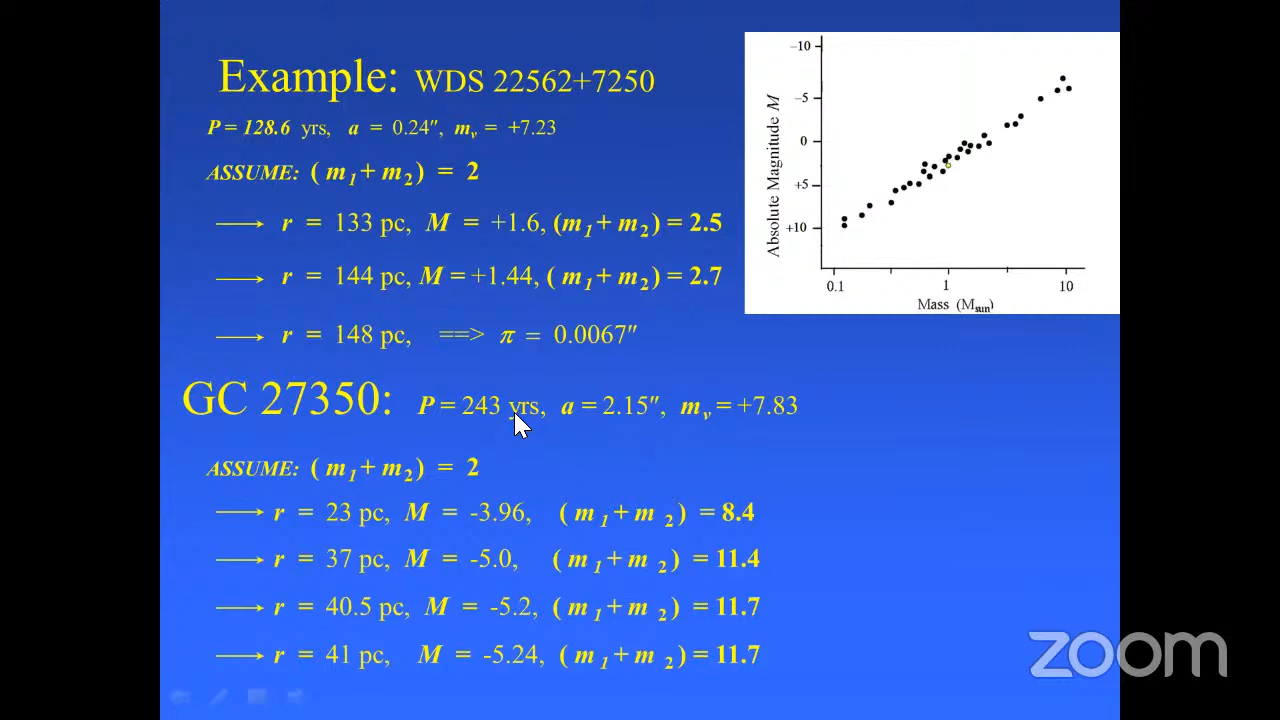 Example: WDS 22562+7250
P = 128.6 yrs, a = 0.24″, mv = +7.23
ASSUME: ( m1 + m2 ) = 2
⟶ r = 133 pc, M = +1.6, (m1 + m2 ) = 2.5
⟶ r = 144 pc, M = +1.44, ( m1 + m2 ) = 2.7
⟶ r = 148 pc, ==> π = 0.0067″
–10
–5
0
+5
+10
Absolute Magnitude M
0.1 1 10
Mass (Msun)
GC 27350: P = 243 yrs, a = 2.15″, mv = +7.83
ASSUME: ( m1 + m2 ) = 2
⟶ r = 23 pc, M = -3.96, ( m1 + m 2 ) = 8.4
⟶ r = 37 pc, M = -5.0, ( m1 + m 2 ) = 11.4
⟶ r = 40.5 pc, M = -5.2, ( m1 + m 2 ) = 11.7
⟶ r = 41 pc, M = -5.24, ( m1 + m 2 ) = 11.7
zoom